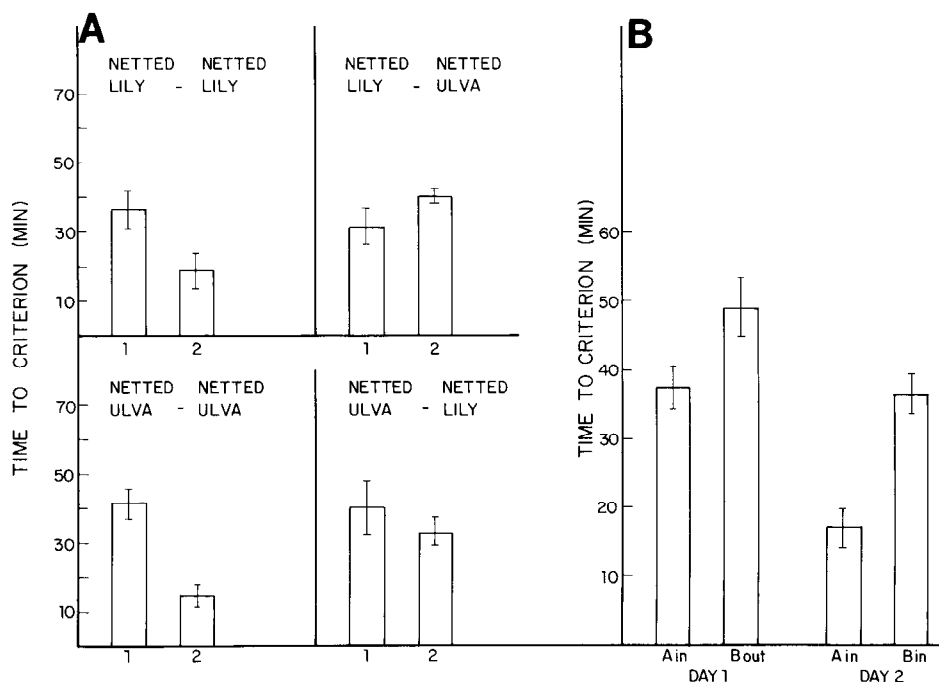 A
NETTED NETTED
LILY - LILY
NETTED NETTED
LILY - ULVA
70
50
30
10
1 2
1 2
NETTED NETTED
ULVA - ULVA
NETTED NETTED
ULVA - LILY
70
50
30
10
1 2
1 2
TIME TO CRITERION (MIN)
B
TIME TO CRITERION (MIN)
60
50
40
30
20
10
A in B out A in B in
DAY 1 DAY 2